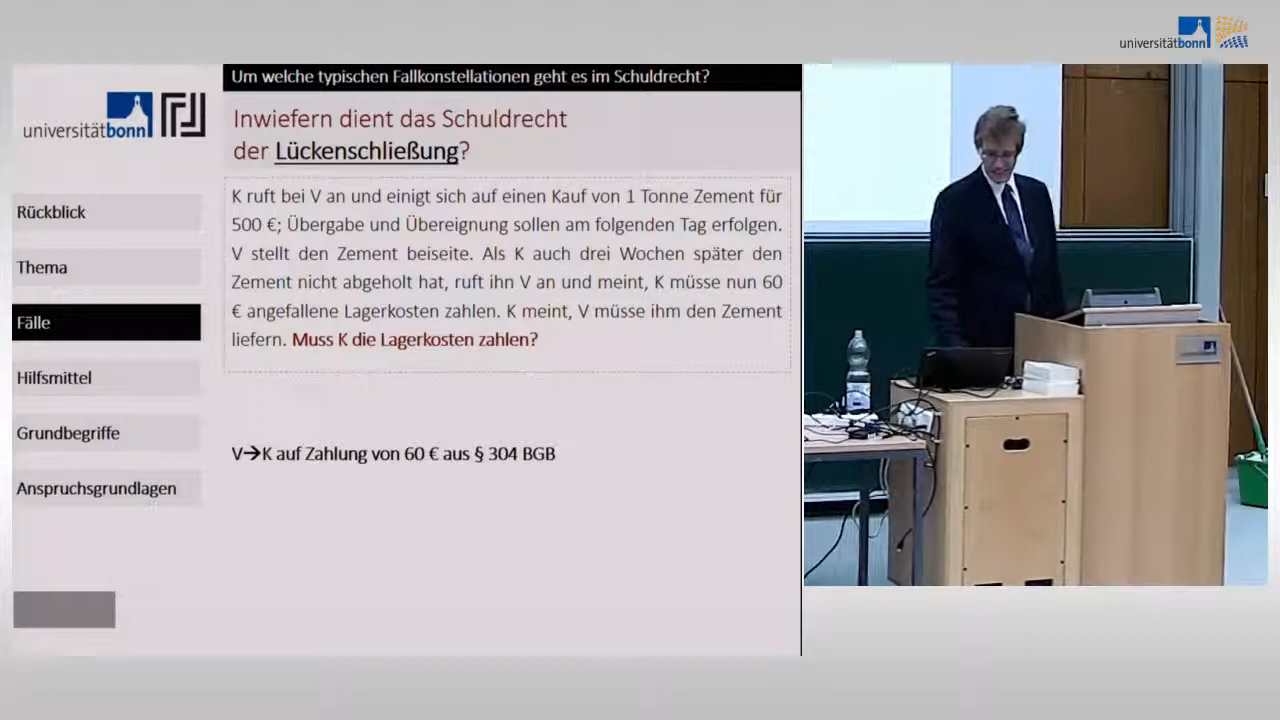 universitätbonn
Um welche typischen Fallkonstellationen geht es im Schuldrecht?
universitätbonn
Inwiefern dient das Schuldrecht
der Lückenschließung?
K ruft bei V an und einigt sich auf einen Kauf von 1 Tonne Zement für
500 €; Übergabe und Übereignung sollen am folgenden Tag erfolgen.
V stellt den Zement beiseite. Als K auch drei Wochen später den
Zement nicht abgeholt hat, ruft ihn V an und meint, K müsse nun 60
€ angefallene Lagerkosten zahlen. K meint, V müsse ihm den Zement
liefern. Muss K die Lagerkosten zahlen?
Rückblick
Thema
Fälle
Hilfsmittel
Grundbegriffe
Anspruchsgrundlagen
V→K auf Zahlung von 60 € aus § 304 BGB